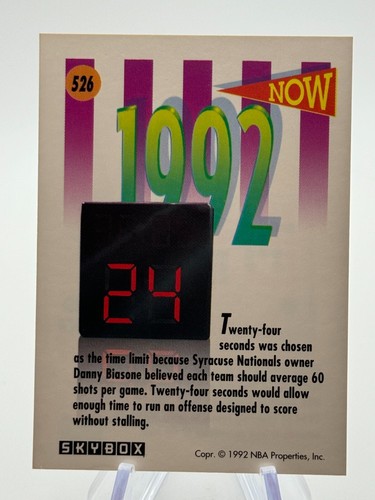 526
NOW
1992
24
Twenty-four
seconds was chosen
as the time limit because Syracuse Nationals owner
Danny Biasone believed each team should average 60
shots per game. Twenty-four seconds would allow
enough time to run an offense designed to score
without stalling.
SKYBOX
Copr. © 1992 NBA Properties, Inc.